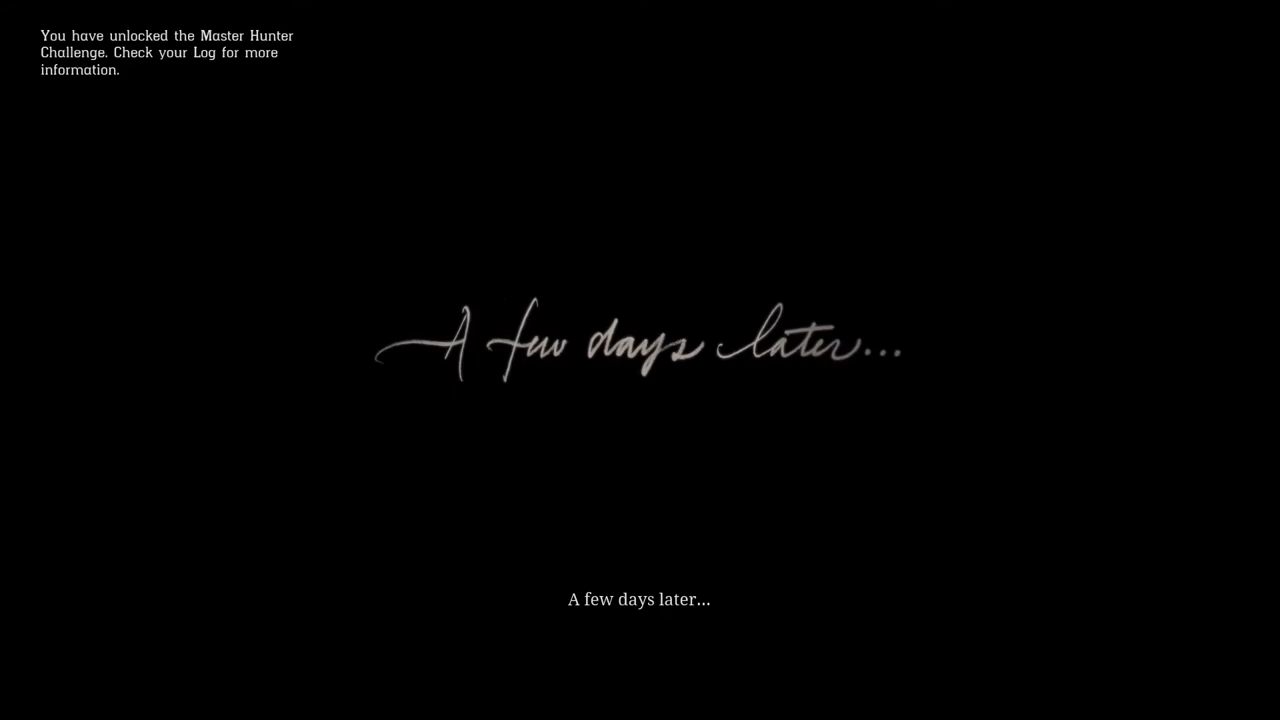 You have unlocked the Master Hunter
Challenge. Check your Log for more
information.
A few days later...
A few days later...